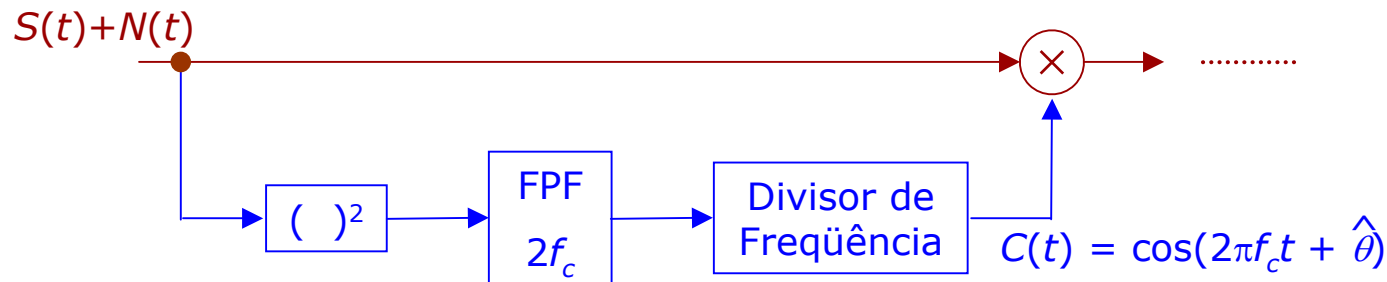 S(t)+N(t)
×
............
( )²
FPF
2f_c
Divisor de
Freqüência
C(t) = cos(2πf_ct + θ̂)